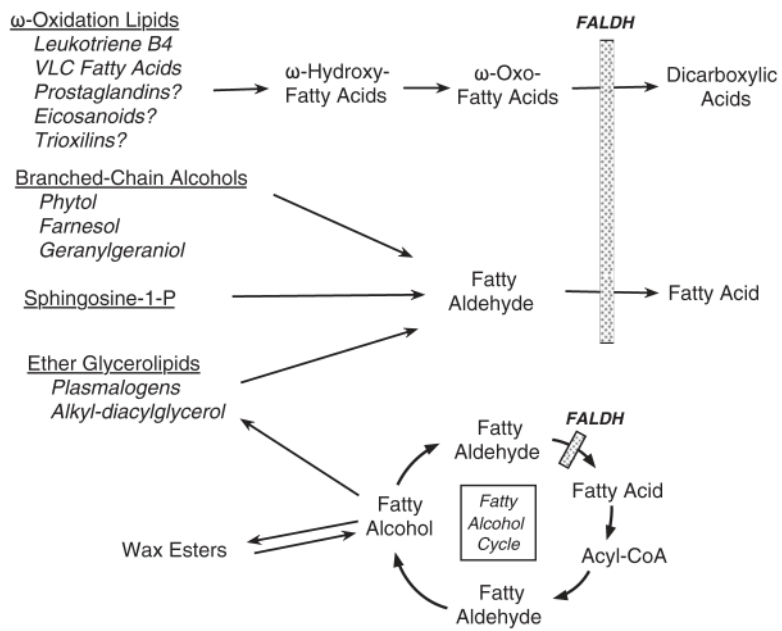 ω-Oxidation Lipids
Leukotriene B4
VLC Fatty Acids
Prostaglandins?
Eicosanoids?
Trioxilins?
ω-Hydroxy-
Fatty Acids
ω-Oxo-
Fatty Acids
FALDH
Dicarboxylic
Acids
Branched-Chain Alcohols
Phytol
Farnesol
Geranylgeraniol
Sphingosine-1-P
Fatty
Aldehyde
Fatty Acid
Ether Glycerolipids
Plasmalogens
Alkyl-diacylglycerol
Fatty
Aldehyde
FALDH
Fatty Acid
Fatty
Alcohol
Fatty
Alcohol
Cycle
Wax Esters
Acyl-CoA
Fatty
Aldehyde